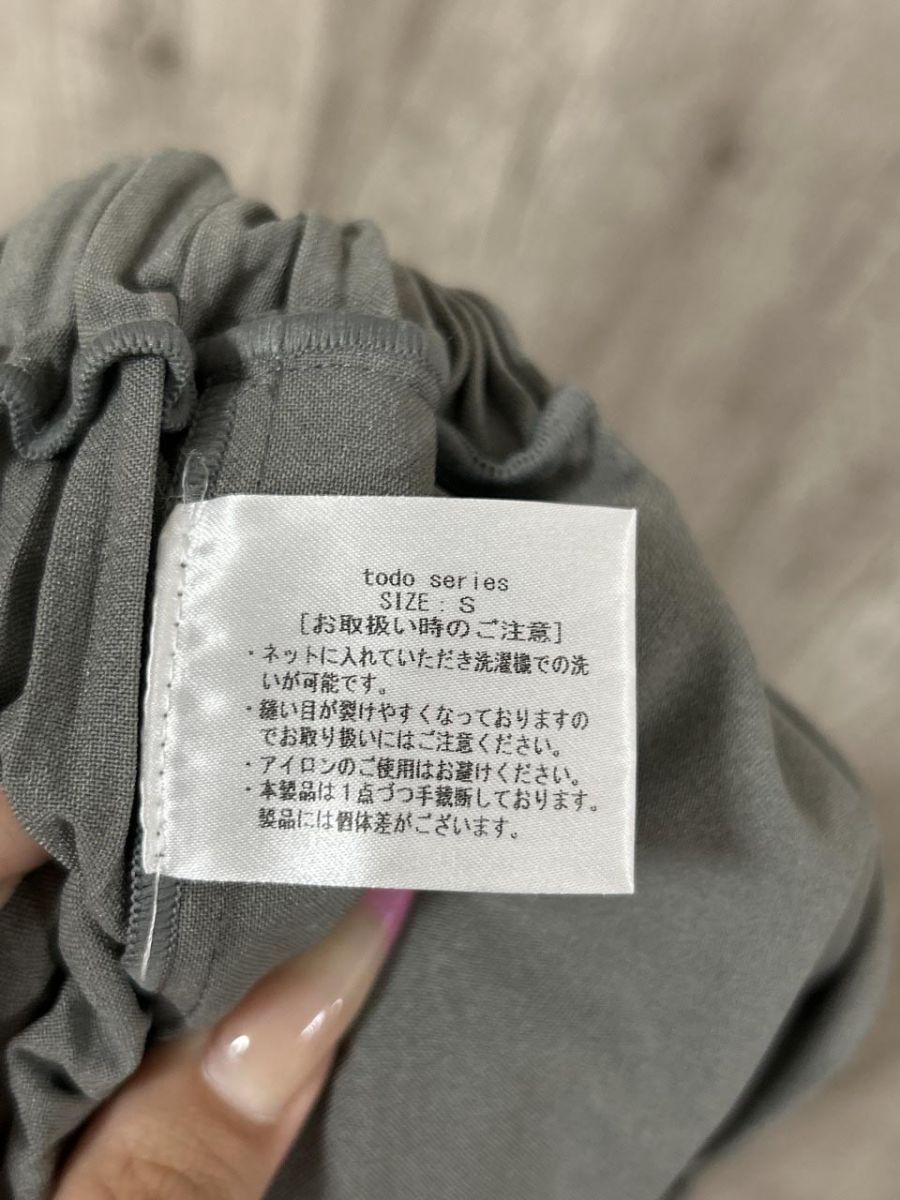 todo series
SIZE : S
[お取扱い時のご注意]
・ネットに入れていただき洗濯機での洗
いが可能です。
・縫い目が裂けやすくなっておりますの
でお取り扱いにはご注意ください。
・アイロンのご使用はお避けください。
・本製品は1点づつ手裁断しております。
製品には個体差がございます。